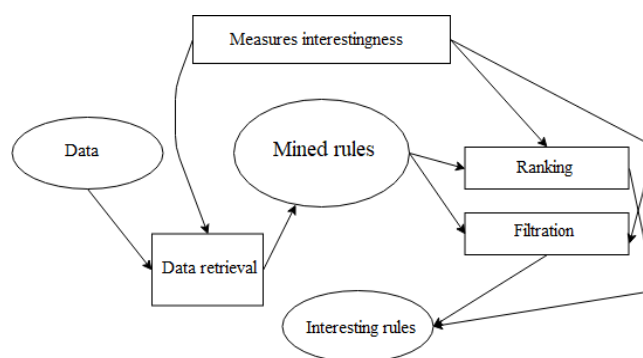 Measures interestingness
Data
Mined rules
Ranking
Filtration
Data retrieval
Interesting rules